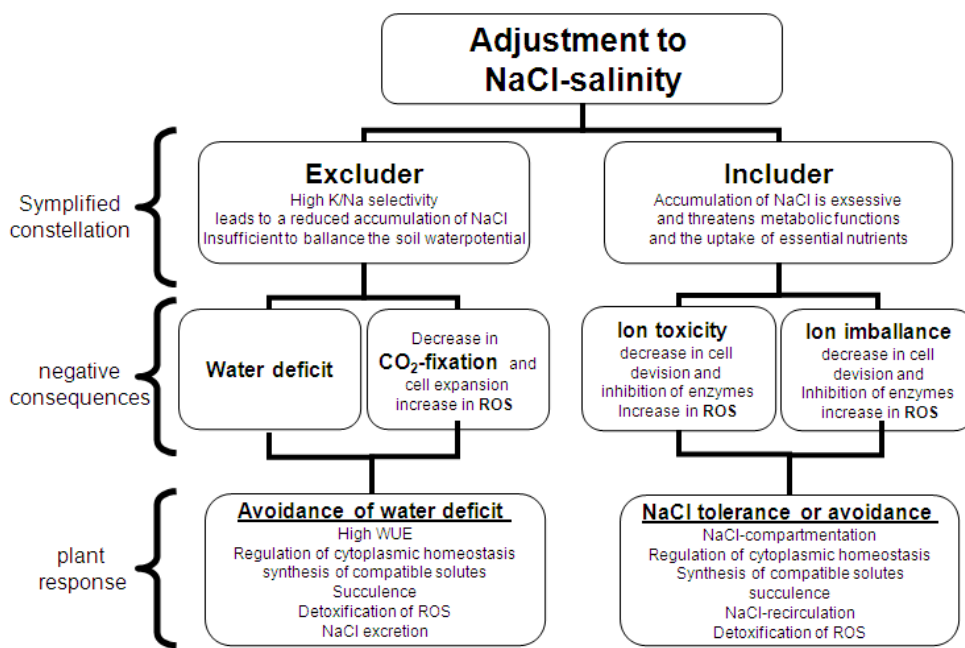 Adjustment to
NaCl-salinity
Symplified
constellation
Excluder
High K/Na selectivity
leads to a reduced accumulation of NaCl
Insufficient to ballance the soil waterpotential
Includer
Accumulation of NaCl is exsessive
and threatens metabolic functions
and the uptake of essential nutrients
negative
consequences
Water deficit
Decrease in
CO₂-fixation and
cell expansion
increase in ROS
Ion toxicity
decrease in cell
devision and
inhibition of enzymes
Increase in ROS
Ion imballance
decrease in cell
devision and
Inhibition of enzymes
increase in ROS
plant
response
Avoidance of water deficit
High WUE
Regulation of cytoplasmic homeostasis
synthesis of compatible solutes
Succulence
Detoxification of ROS
NaCl excretion
NaCl tolerance or avoidance
NaCl-compartmentation
Regulation of cytoplasmic homeostasis
Synthesis of compatible solutes
succulence
NaCl-recirculation
Detoxification of ROS